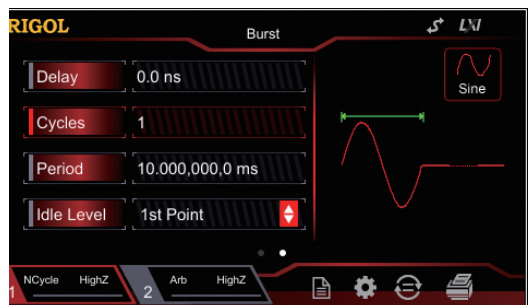 RIGOL
Burst
LXI
Delay 0.0 ns
Sine
Cycles 1
Period 10.000,000,0 ms
Idle Level 1st Point
1 NCycle HighZ
2 Arb HighZ